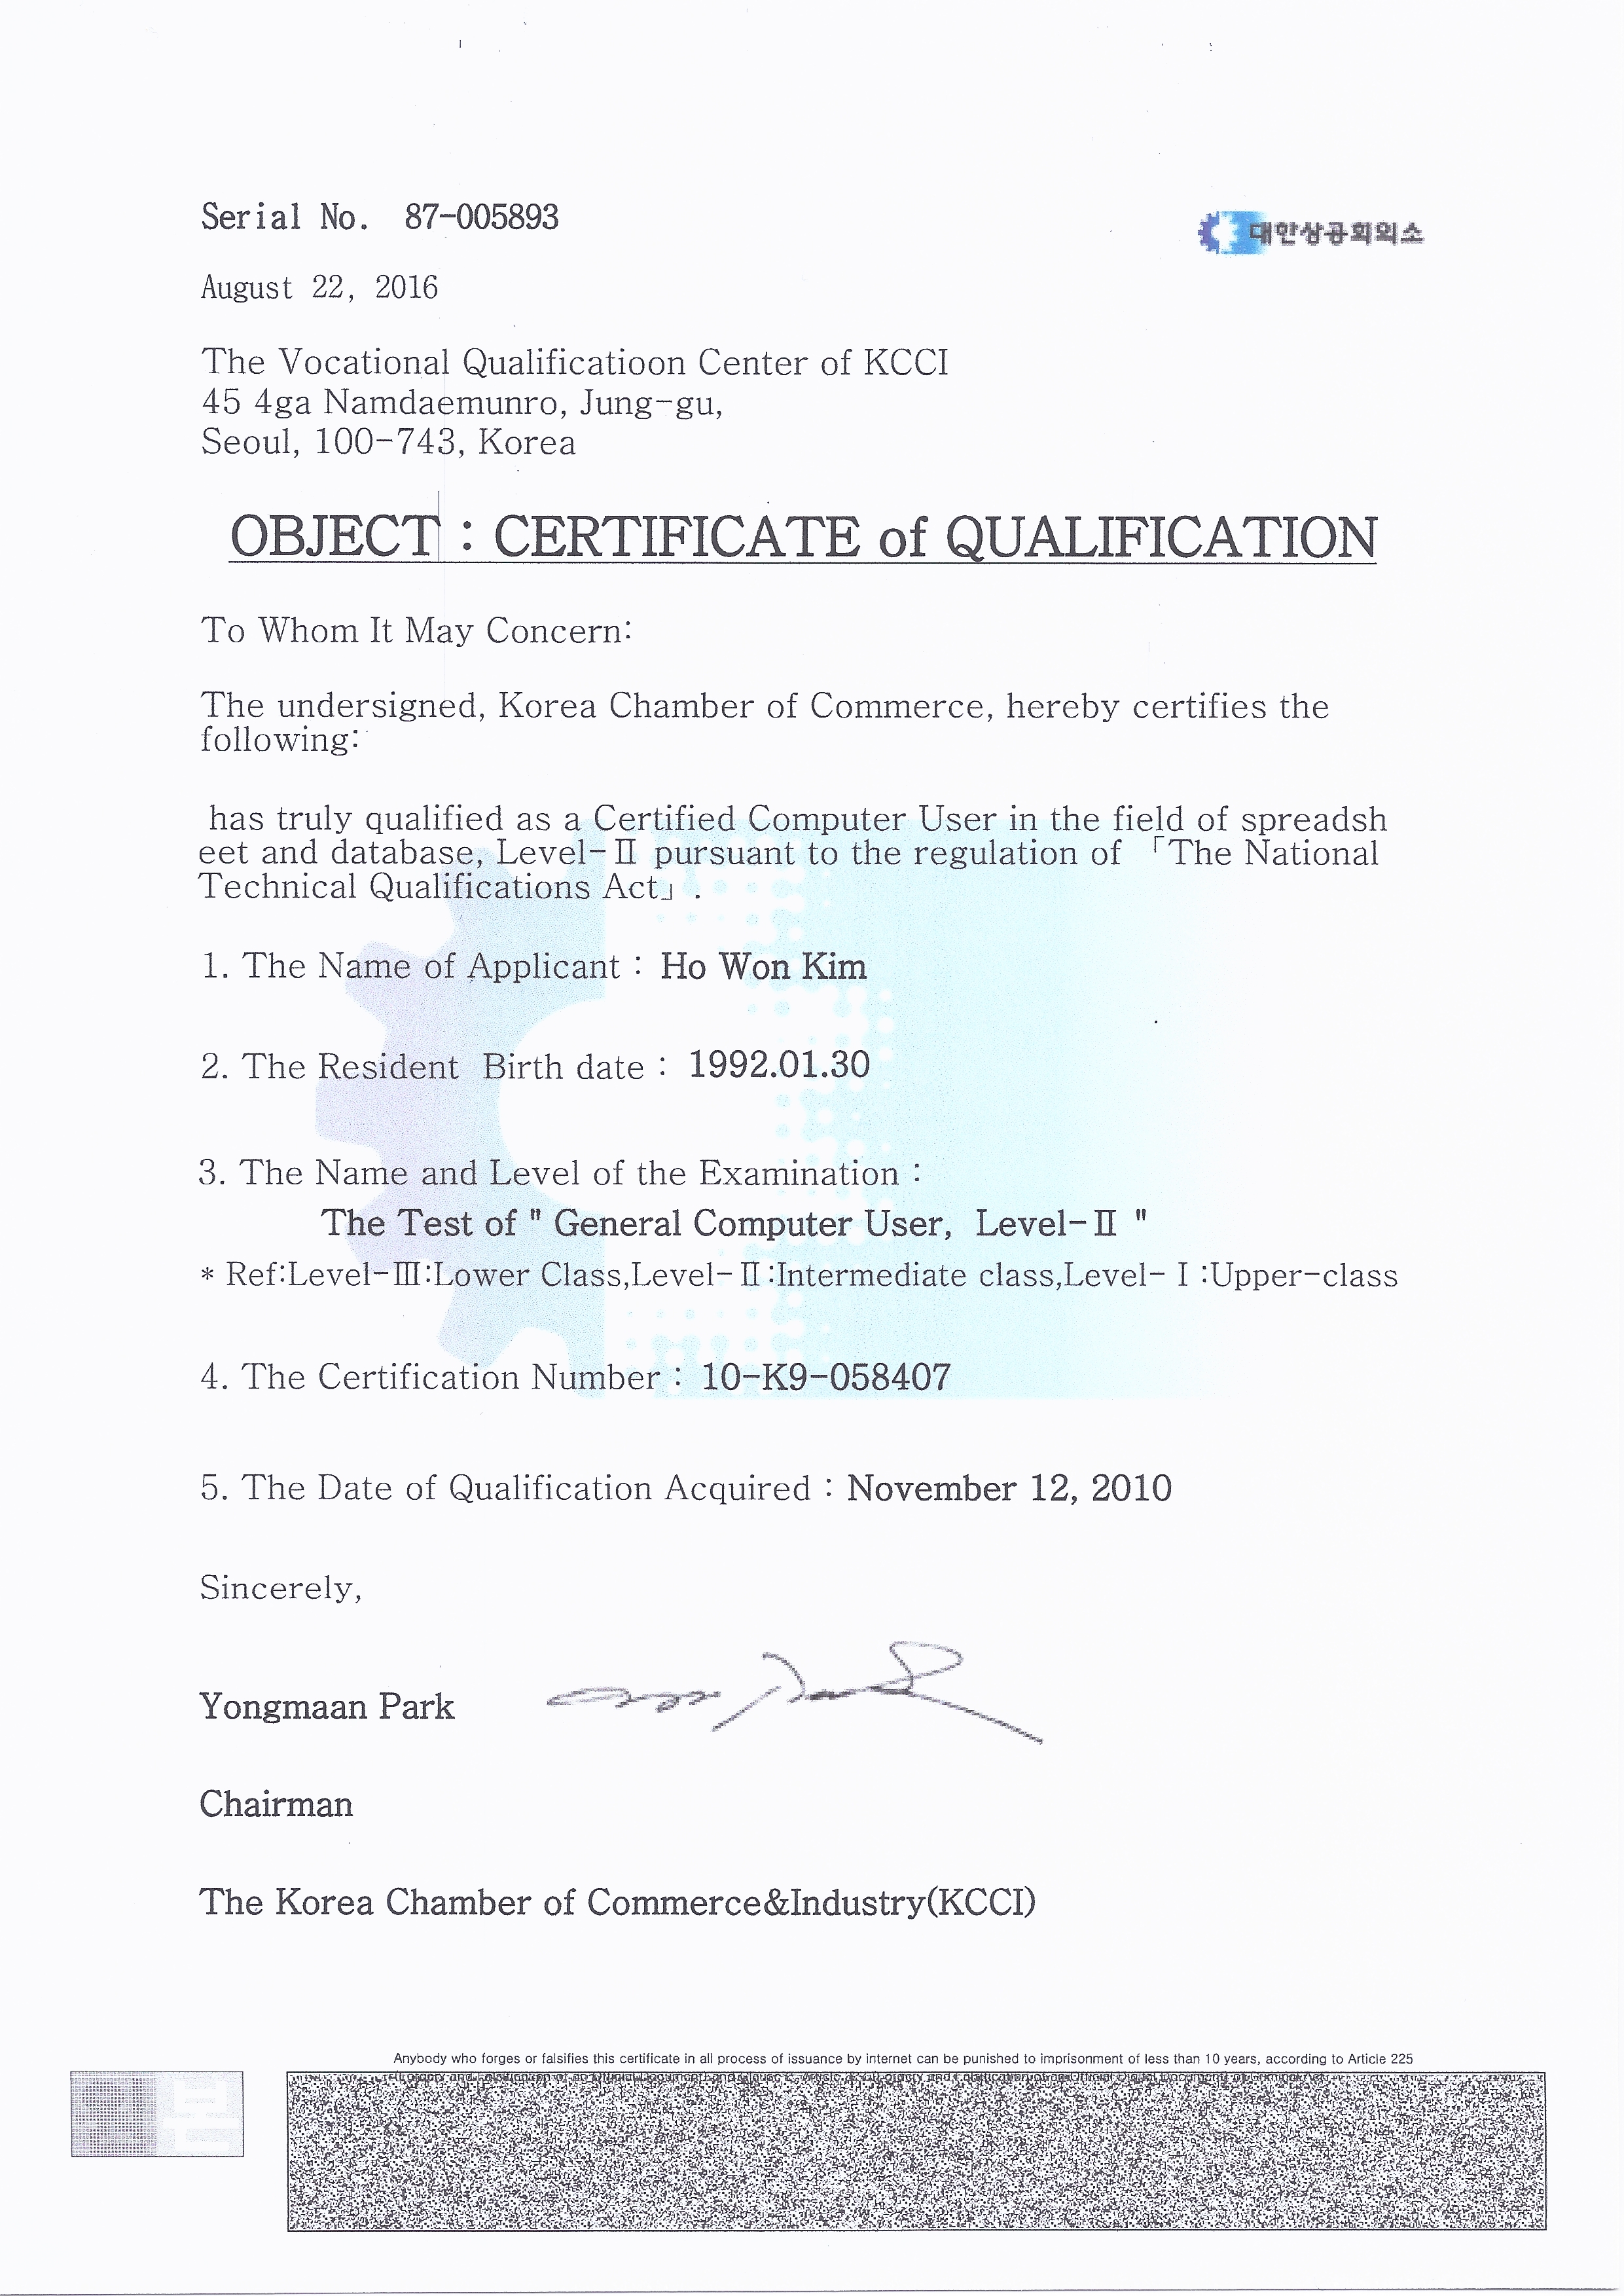 Serial No. 87-005893
대한상공회의소
August 22, 2016
The Vocational Qualificatioon Center of KCCI
45 4ga Namdaemunro, Jung-gu,
Seoul, 100-743, Korea
OBJECT : CERTIFICATE of QUALIFICATION
To Whom It May Concern:
The undersigned, Korea Chamber of Commerce, hereby certifies the
following:
has truly qualified as a Certified Computer User in the field of spreadsh
eet and database, Level-Ⅱ pursuant to the regulation of 「The National
Technical Qualifications Act」.
1. The Name of Applicant : Ho Won Kim
2. The Resident Birth date : 1992.01.30
3. The Name and Level of the Examination :
The Test of " General Computer User, Level-Ⅱ "
* Ref:Level-Ⅲ:Lower Class,Level-Ⅱ:Intermediate class,Level-Ⅰ:Upper-class
4. The Certification Number : 10-K9-058407
5. The Date of Qualification Acquired : November 12, 2010
Sincerely,
Yongmaan Park
Chairman
The Korea Chamber of Commerce&Industry(KCCI)
Anybody who forges or falsifies this certificate in all process of issuance by internet can be punished to imprisonment of less than 10 years, according to Article 225